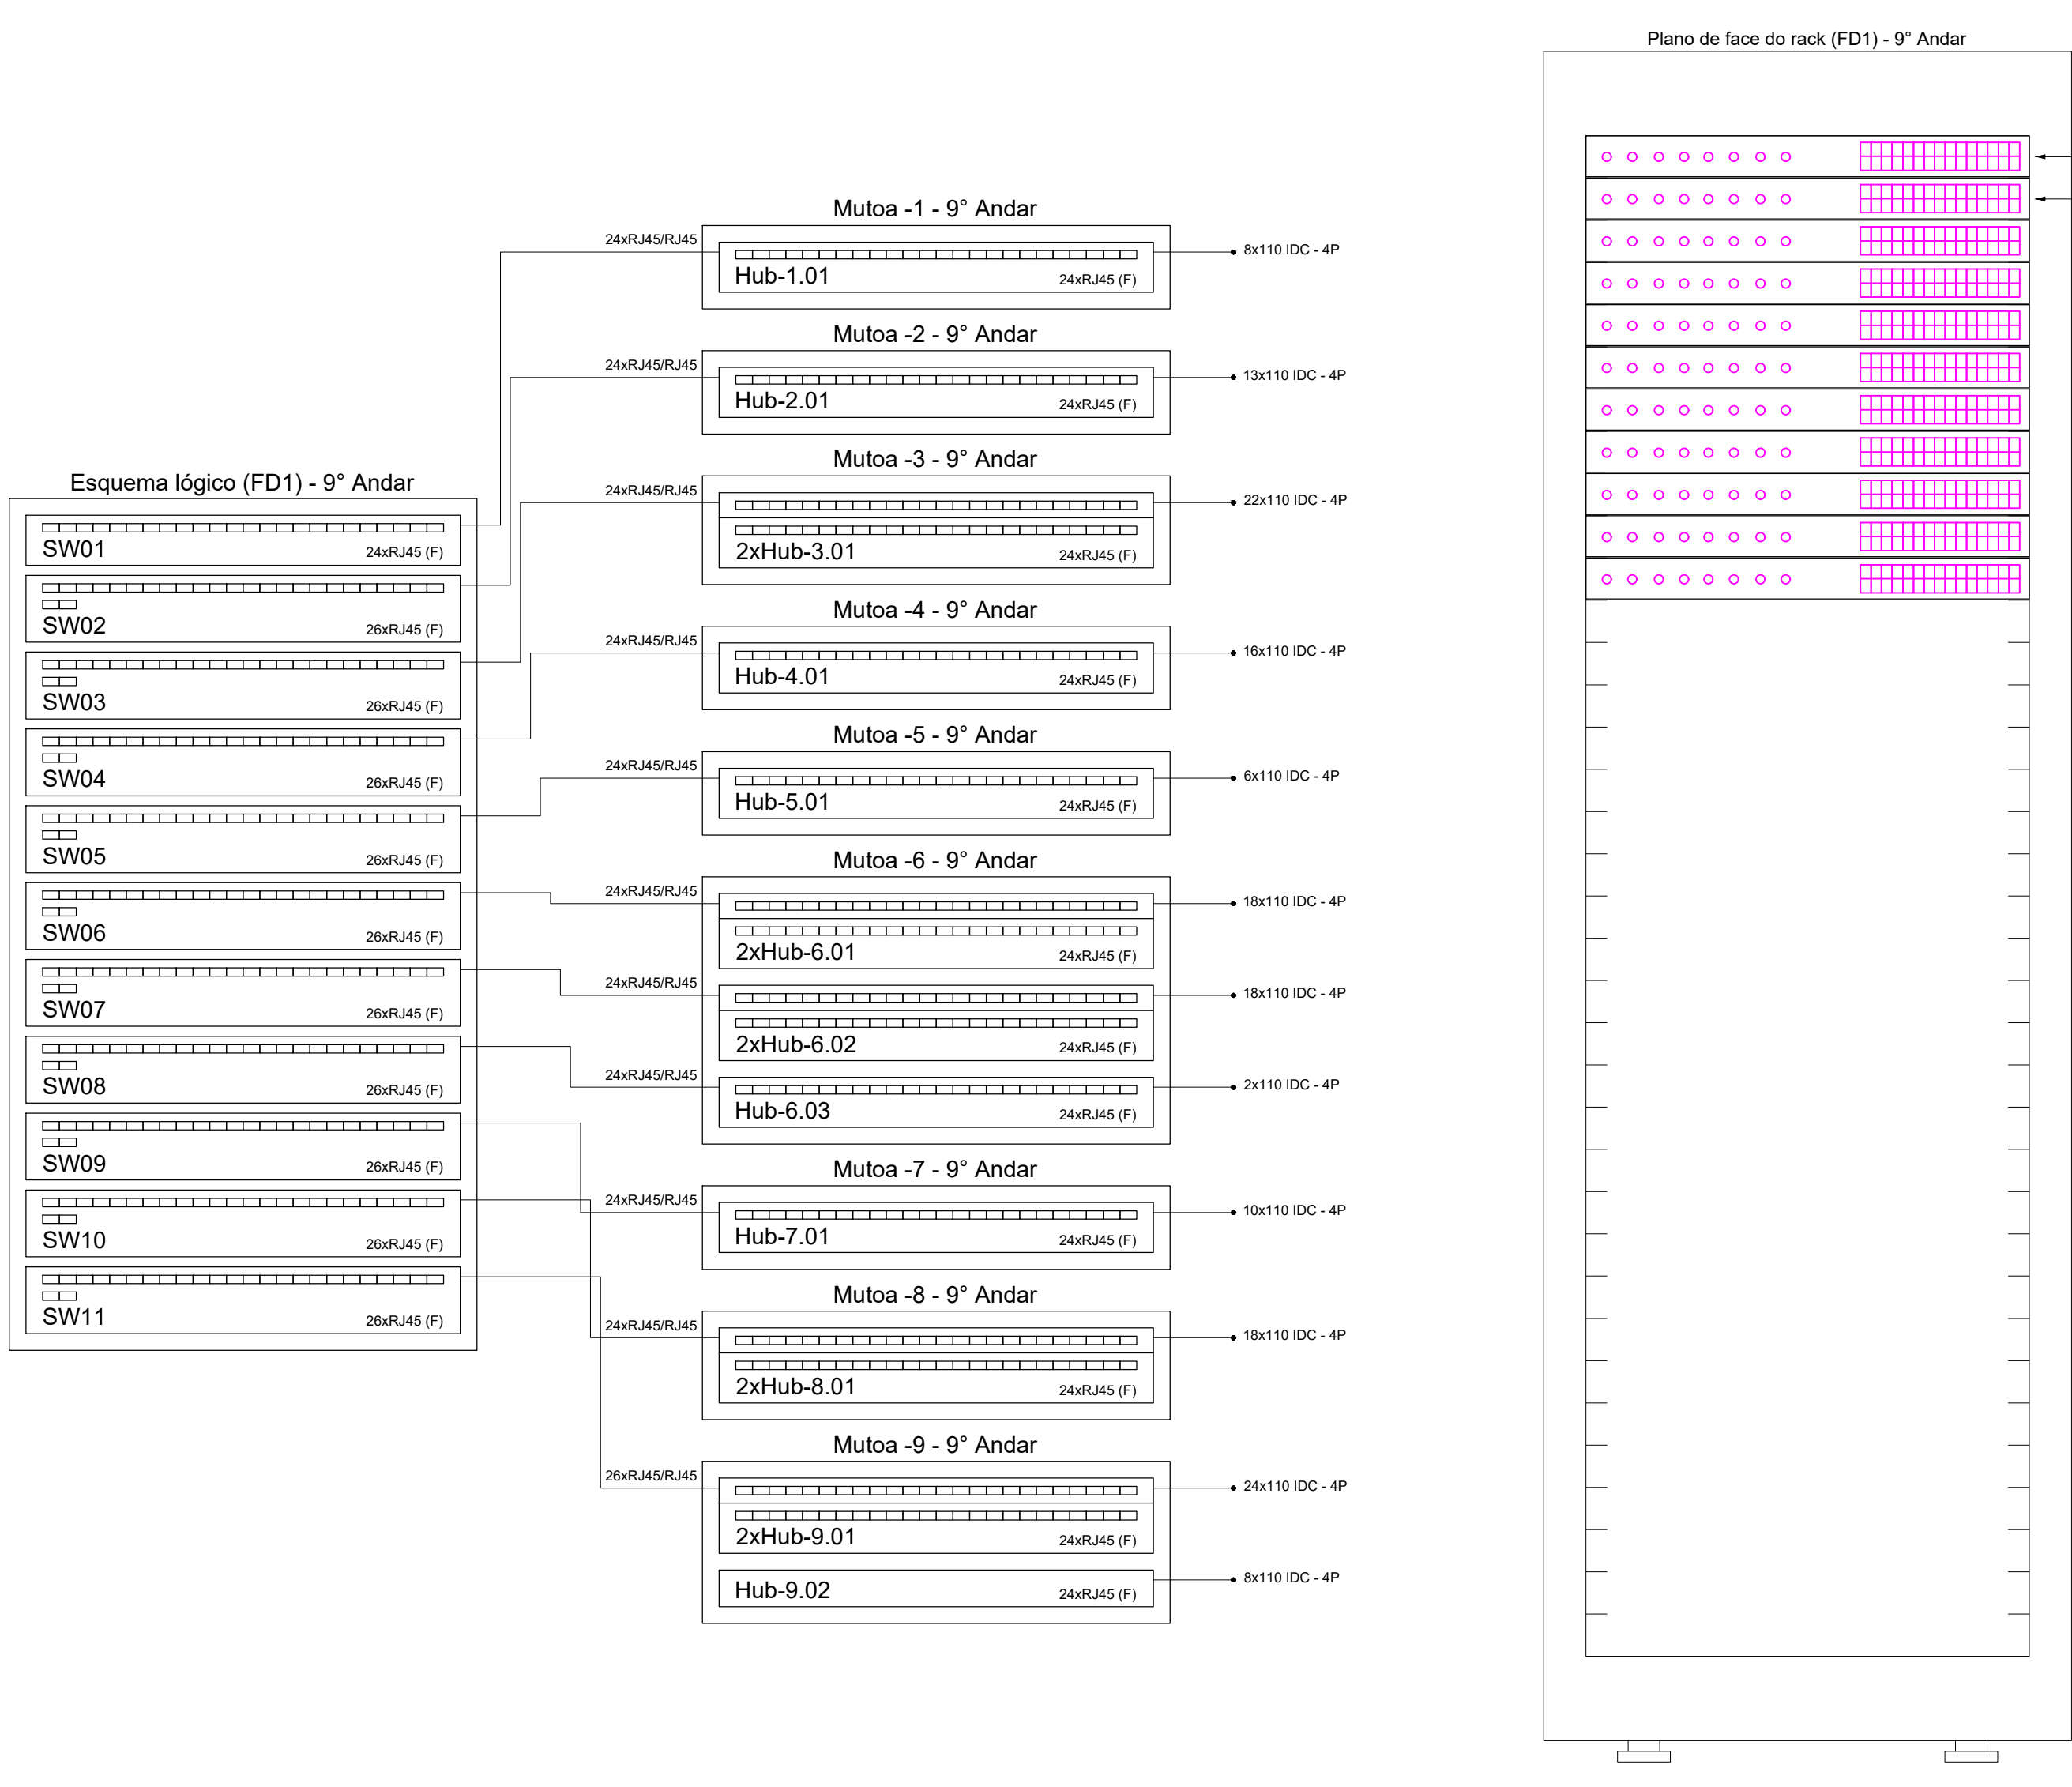 Plano de face do rack (FD1) - 9° Andar
Esquema lógico (FD1) - 9° Andar
SW01
24xRJ45 (F)
SW02
26xRJ45 (F)
SW03
26xRJ45 (F)
SW04
26xRJ45 (F)
SW05
26xRJ45 (F)
SW06
26xRJ45 (F)
SW07
26xRJ45 (F)
SW08
26xRJ45 (F)
SW09
26xRJ45 (F)
SW10
26xRJ45 (F)
SW11
26xRJ45 (F)
Mutoa -1 - 9° Andar
24xRJ45/RJ45
Hub-1.01
24xRJ45 (F)
8x110 IDC - 4P
Mutoa -2 - 9° Andar
24xRJ45/RJ45
Hub-2.01
24xRJ45 (F)
13x110 IDC - 4P
Mutoa -3 - 9° Andar
24xRJ45/RJ45
2xHub-3.01
24xRJ45 (F)
22x110 IDC - 4P
Mutoa -4 - 9° Andar
24xRJ45/RJ45
Hub-4.01
24xRJ45 (F)
16x110 IDC - 4P
Mutoa -5 - 9° Andar
24xRJ45/RJ45
Hub-5.01
24xRJ45 (F)
6x110 IDC - 4P
Mutoa -6 - 9° Andar
24xRJ45/RJ45
2xHub-6.01
24xRJ45 (F)
18x110 IDC - 4P
24xRJ45/RJ45
2xHub-6.02
24xRJ45 (F)
18x110 IDC - 4P
24xRJ45/RJ45
Hub-6.03
24xRJ45 (F)
2x110 IDC - 4P
Mutoa -7 - 9° Andar
24xRJ45/RJ45
Hub-7.01
24xRJ45 (F)
10x110 IDC - 4P
Mutoa -8 - 9° Andar
24xRJ45/RJ45
2xHub-8.01
24xRJ45 (F)
18x110 IDC - 4P
Mutoa -9 - 9° Andar
26xRJ45/RJ45
2xHub-9.01
24xRJ45 (F)
24x110 IDC - 4P
Hub-9.02
24xRJ45 (F)
8x110 IDC - 4P